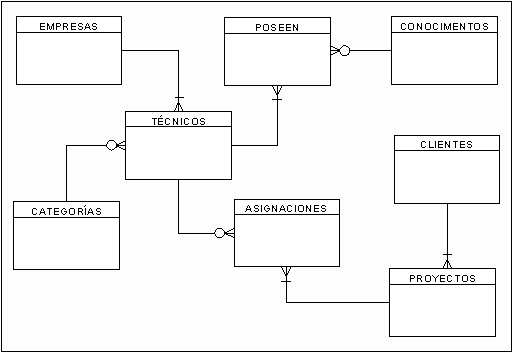 EMPRESAS
POSEEN
CONOCIMENTOS
TÉCNICOS
CLIENTES
CATEGORÍAS
ASIGNACIONES
PROYECTOS